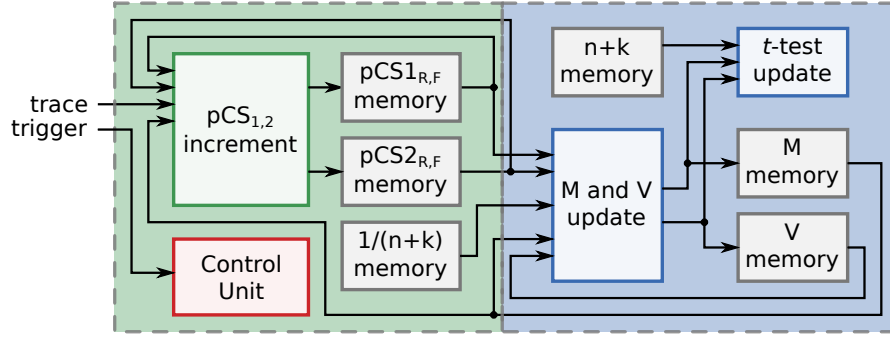 trace
trigger
pCS1,2
increment
pCS1R,F
memory
pCS2R,F
memory
1/(n+k)
memory
Control
Unit
n+k
memory
t-test
update
M and V
update
M
memory
V
memory